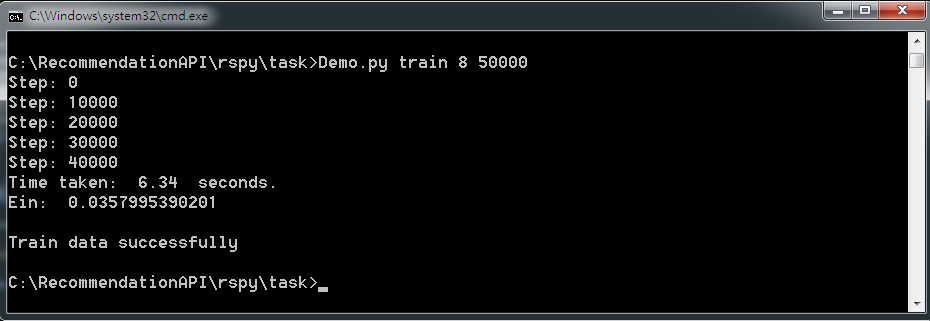 C:\Windows\system32\cmd.exe
C:\RecommendationAPI\rspy\task>Demo.py train 8 50000
Step: 0
Step: 10000
Step: 20000
Step: 30000
Step: 40000
Time taken:  6.34  seconds.
Ein:  0.0357995390201
Train data successfully
C:\RecommendationAPI\rspy\task>_